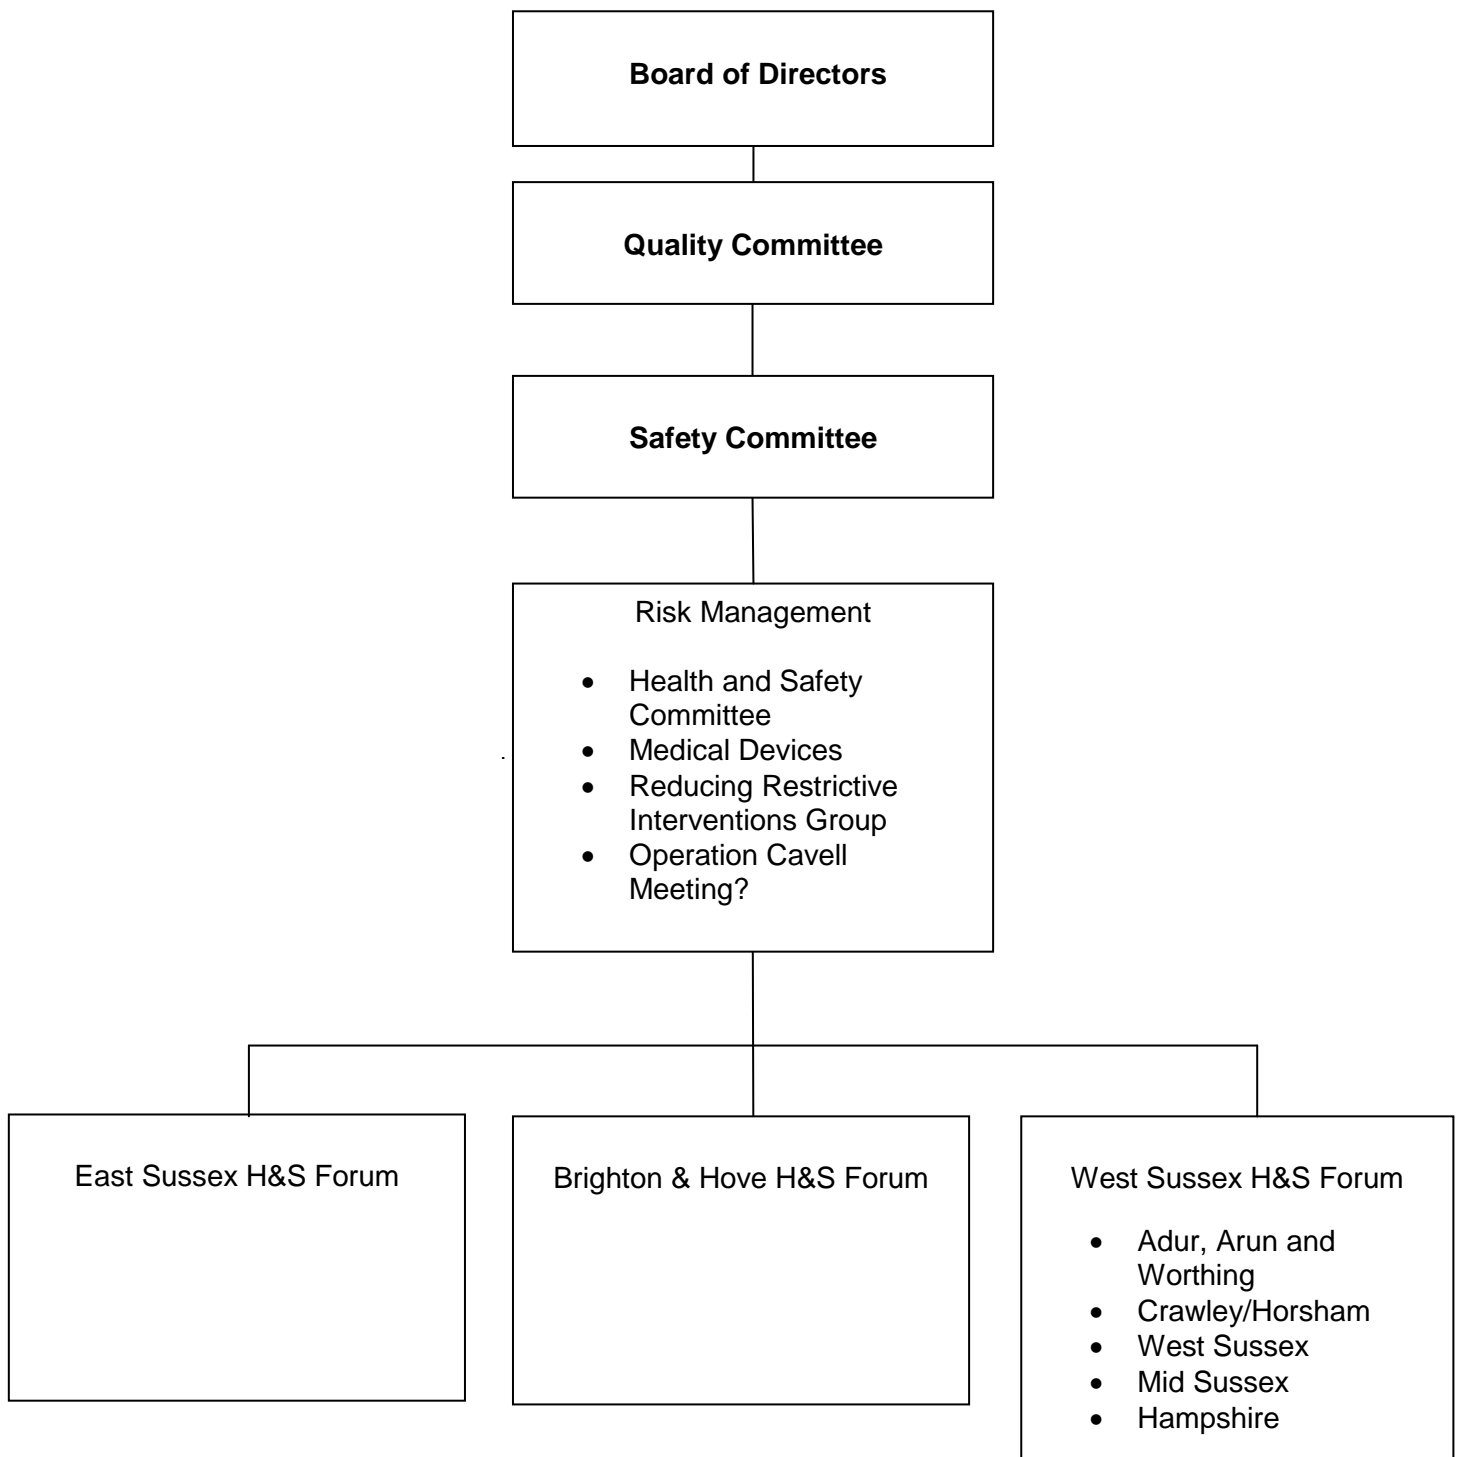 Board of Directors
Quality Committee
Safety Committee
Risk Management
• Health and Safety
Committee
• Medical Devices
• Reducing Restrictive
Interventions Group
• Operation Cavell
Meeting?
East Sussex H&S Forum
Brighton & Hove H&S Forum
West Sussex H&S Forum
• Adur, Arun and
Worthing
• Crawley/Horsham
• West Sussex
• Mid Sussex
• Hampshire